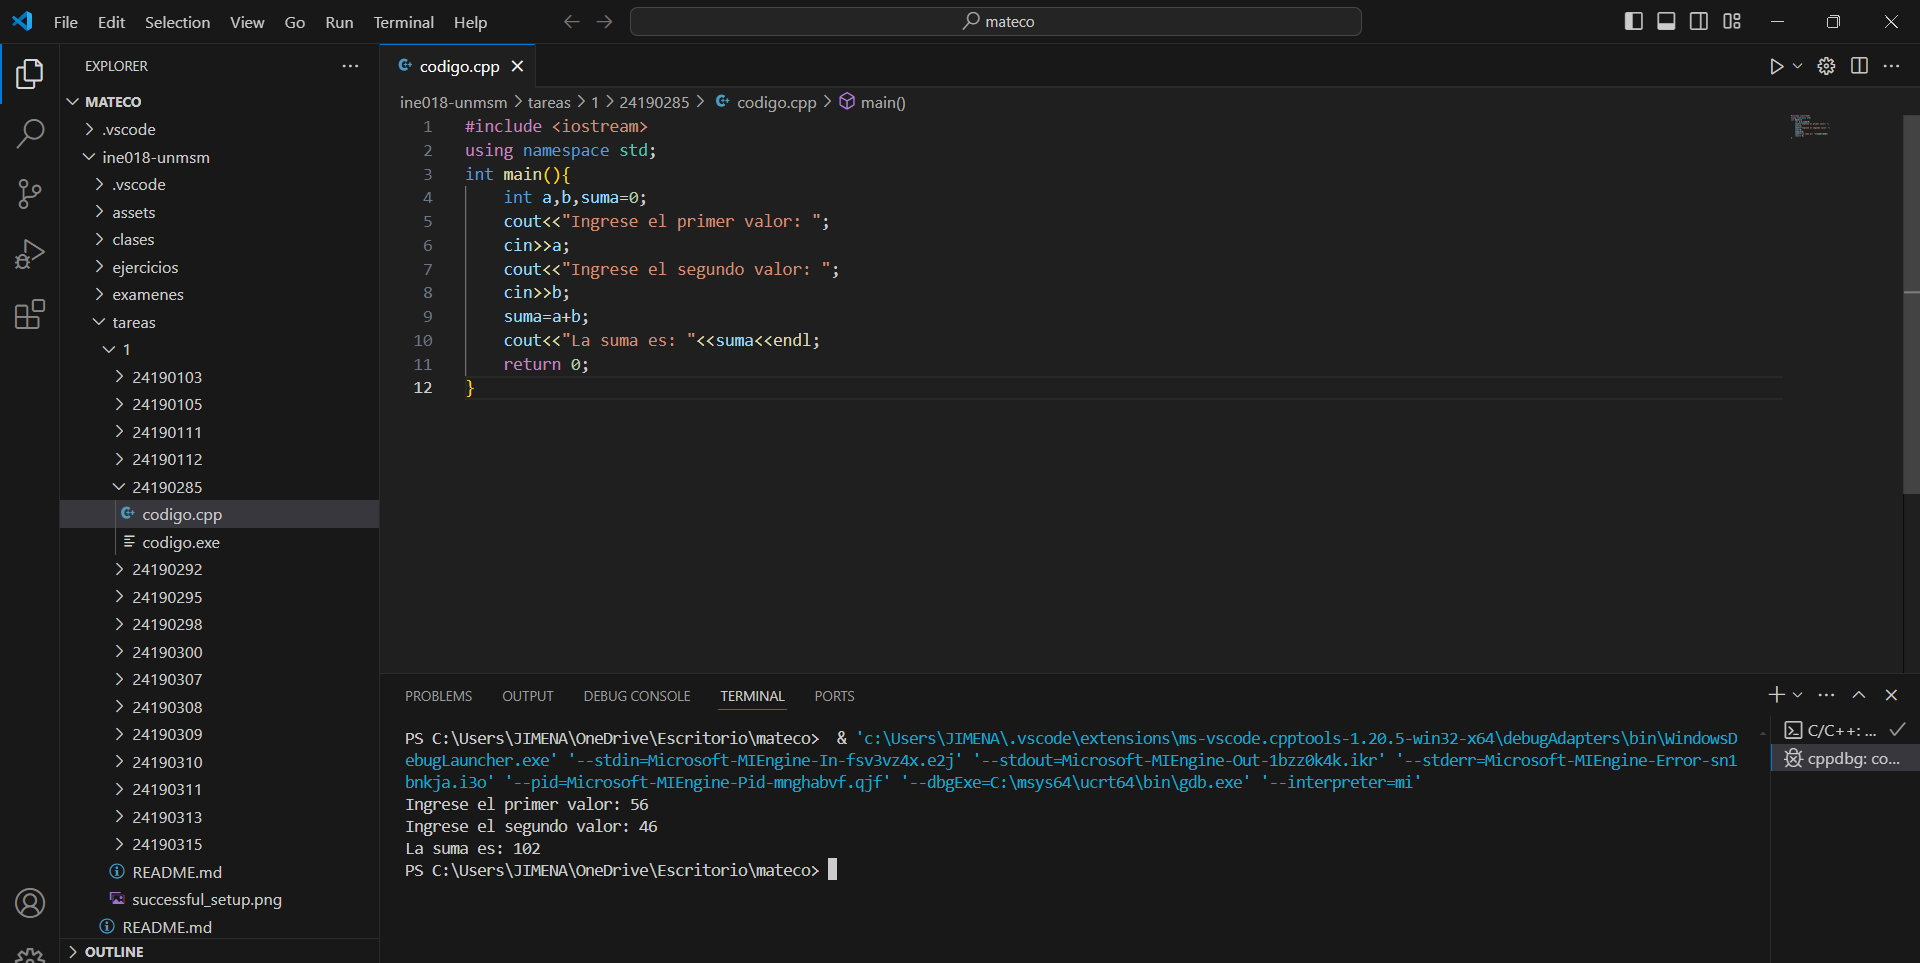 File Edit Selection View Go Run Terminal Help
mateco
EXPLORER
MATECO
.vscode
ine018-unmsm
.vscode
assets
clases
ejercicios
examenes
tareas
1
24190103
24190105
24190111
24190112
24190285
codigo.cpp
codigo.exe
24190292
24190295
24190298
24190300
24190307
24190308
24190309
24190310
24190311
24190313
24190315
README.md
successful_setup.png
README.md
OUTLINE
codigo.cpp
ine018-unmsm > tareas > 1 > 24190285 > codigo.cpp > main()
1 #include <iostream>
2 using namespace std;
3 int main(){
4 int a,b,suma=0;
5 cout<<"Ingrese el primer valor: ";
6 cin>>a;
7 cout<<"Ingrese el segundo valor: ";
8 cin>>b;
9 suma=a+b;
10 cout<<"La suma es: "<<suma<<endl;
11 return 0;
12 }
PROBLEMS OUTPUT DEBUG CONSOLE TERMINAL PORTS
PS C:\Users\JIMENA\OneDrive\Escritorio\mateco> & 'c:\Users\JIMENA\.vscode\extensions\ms-vscode.cpptools-1.20.5-win32-x64\debugAdapters\bin\WindowsD
ebugLauncher.exe' '--stdin=Microsoft-MIEngine-In-fsv3vz4x.e2j' '--stdout=Microsoft-MIEngine-Out-1bzz0k4k.ikr' '--stderr=Microsoft-MIEngine-Error-sn1
bnkja.i3o' '--pid=Microsoft-MIEngine-Pid-mnghabvf.qjf' '--dbgExe=C:\msys64\ucrt64\bin\gdb.exe' '--interpreter=mi'
Ingrese el primer valor: 56
Ingrese el segundo valor: 46
La suma es: 102
PS C:\Users\JIMENA\OneDrive\Escritorio\mateco>
C/C++: ...
cppdbg: co...